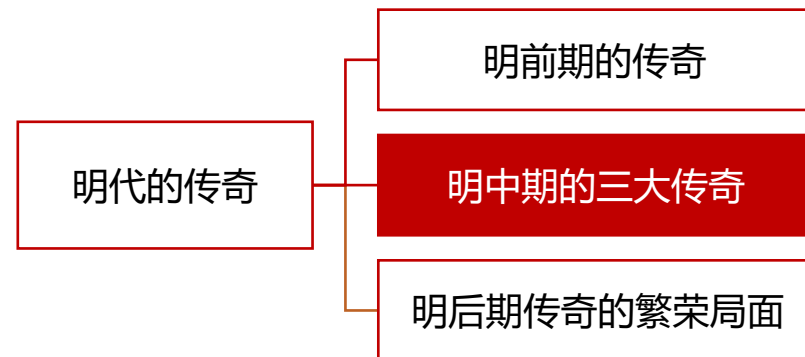 明代的传奇
明前期的传奇
明中期的三大传奇
明后期传奇的繁荣局面